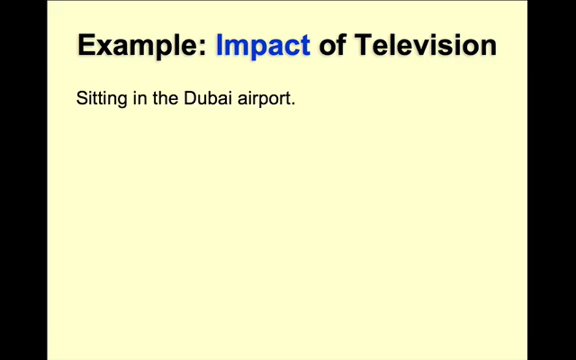 Example: Impact of Television
Sitting in the Dubai airport.